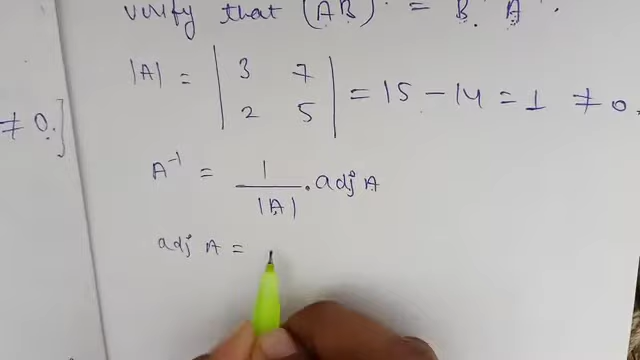 verify that (AB)⁻¹ = B⁻¹ A⁻¹.
|A| = | 3 7 |
| 2 5 | = 15 - 14 = 1 ≠ 0.
≠ 0.]
A⁻¹ = 1 / |A| . adj A
adj A =